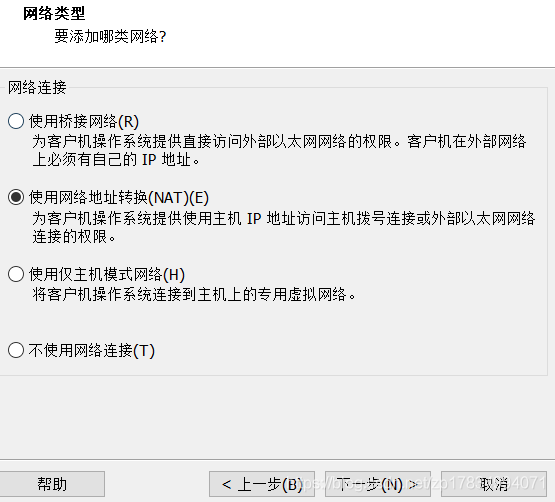 网络类型
要添加哪类网络?
网络连接
使用桥接网络(R)
为客户机操作系统提供直接访问外部以太网网络的权限。客户机在外部网络
上必须有自己的 IP 地址。
使用网络地址转换(NAT)(E)
为客户机操作系统提供使用主机 IP 地址访问主机拨号连接或外部以太网网络
连接的权限。
使用仅主机模式网络(H)
将客户机操作系统连接到主机上的专用虚拟网络。
不使用网络连接(T)
帮助
< 上一步(B)
下一步(N) >
取消